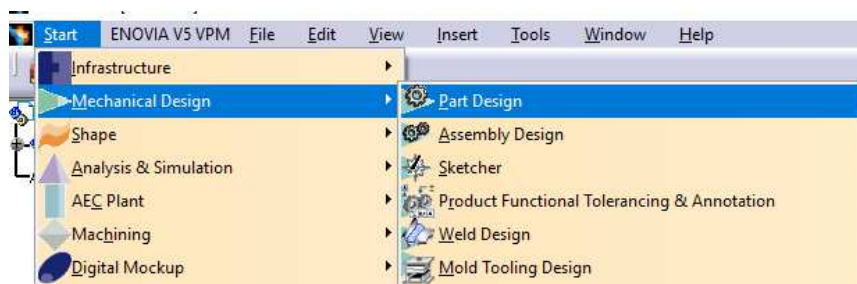 Start ENOVIA V5 VPM File Edit View Insert Tools Window Help
Infrastructure
Mechanical Design
Shape
Analysis & Simulation
AEC Plant
Machining
Digital Mockup
Part Design
Assembly Design
Sketcher
Product Functional Tolerancing & Annotation
Weld Design
Mold Tooling Design